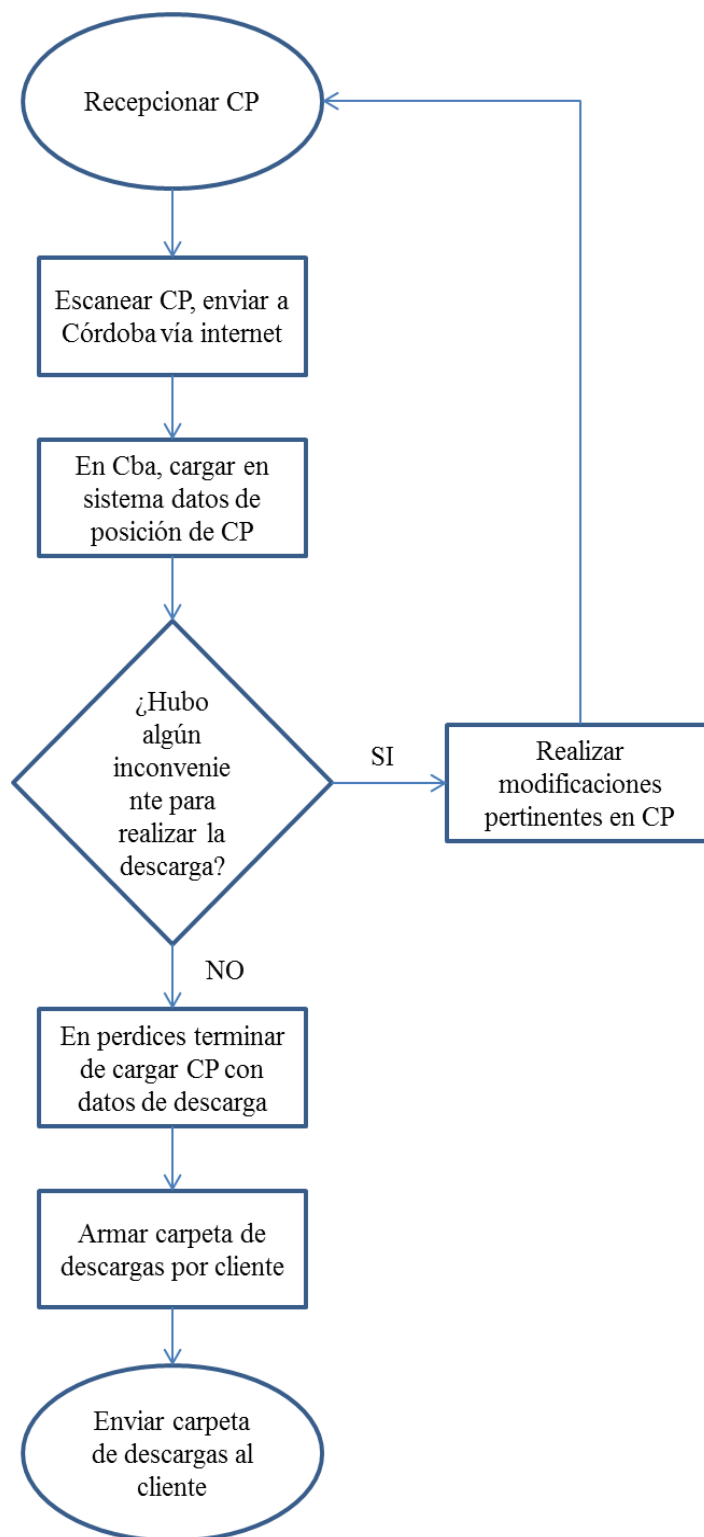 Recepcionar CP
Escanear CP, enviar a
Córdoba vía internet
En Cba, cargar en
sistema datos de
posición de CP
¿Hubo
algún
inconvenie
nte para
realizar la
descarga?
SI
Realizar
modificaciones
pertinentes en CP
NO
En perdices terminar
de cargar CP con
datos de descarga
Armar carpeta de
descargas por cliente
Enviar carpeta
de descargas al
cliente